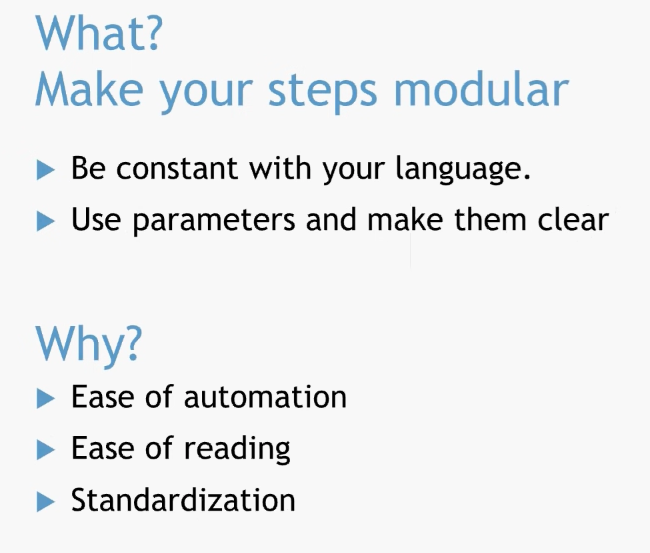 What?
Make your steps modular
Be constant with your language.
Use parameters and make them clear
Why?
Ease of automation
Ease of reading
Standardization